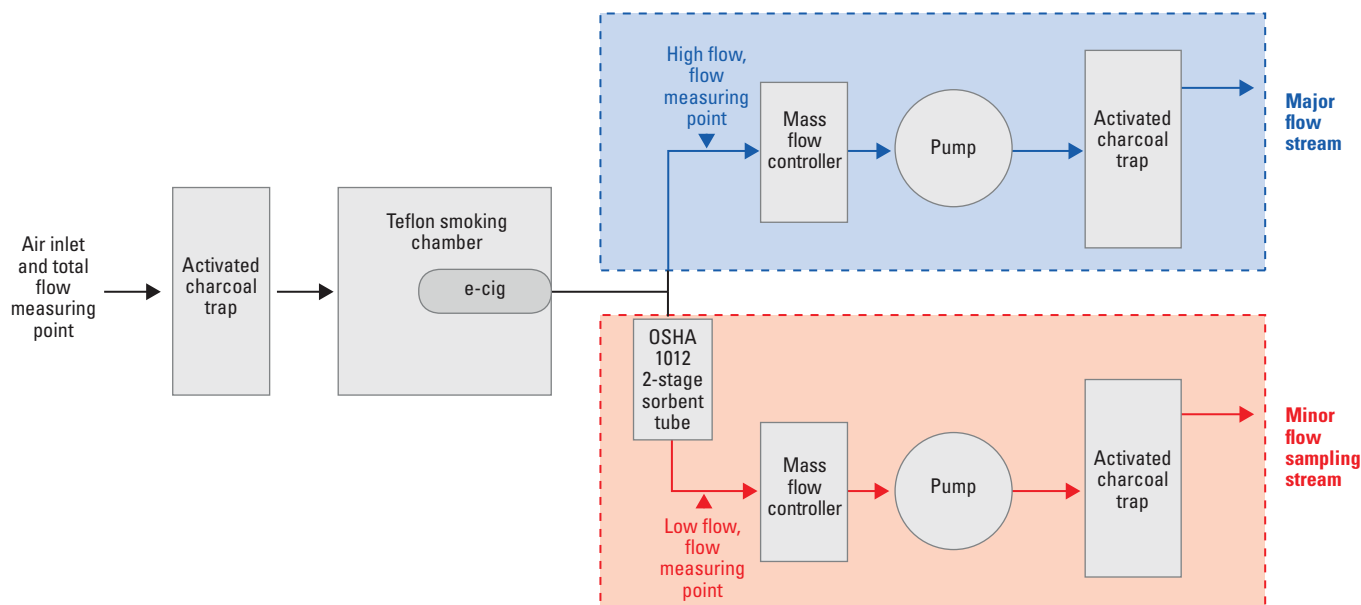 Air inlet
and total
flow
measuring
point
Activated
charcoal
trap
Teflon smoking
chamber
e-cig
High flow,
flow
measuring
point
Mass
flow
controller
Pump
Activated
charcoal
trap
Major
flow
stream
OSHA
1012
2-stage
sorbent
tube
Low flow,
flow
measuring
point
Mass
flow
controller
Pump
Activated
charcoal
trap
Minor
flow
sampling
stream